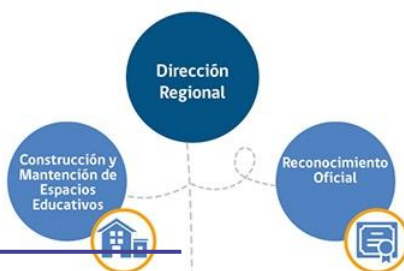 Dirección
Regional
Construcción y
Mantención de
Espacios
Educativos
Reconocimiento
Oficial